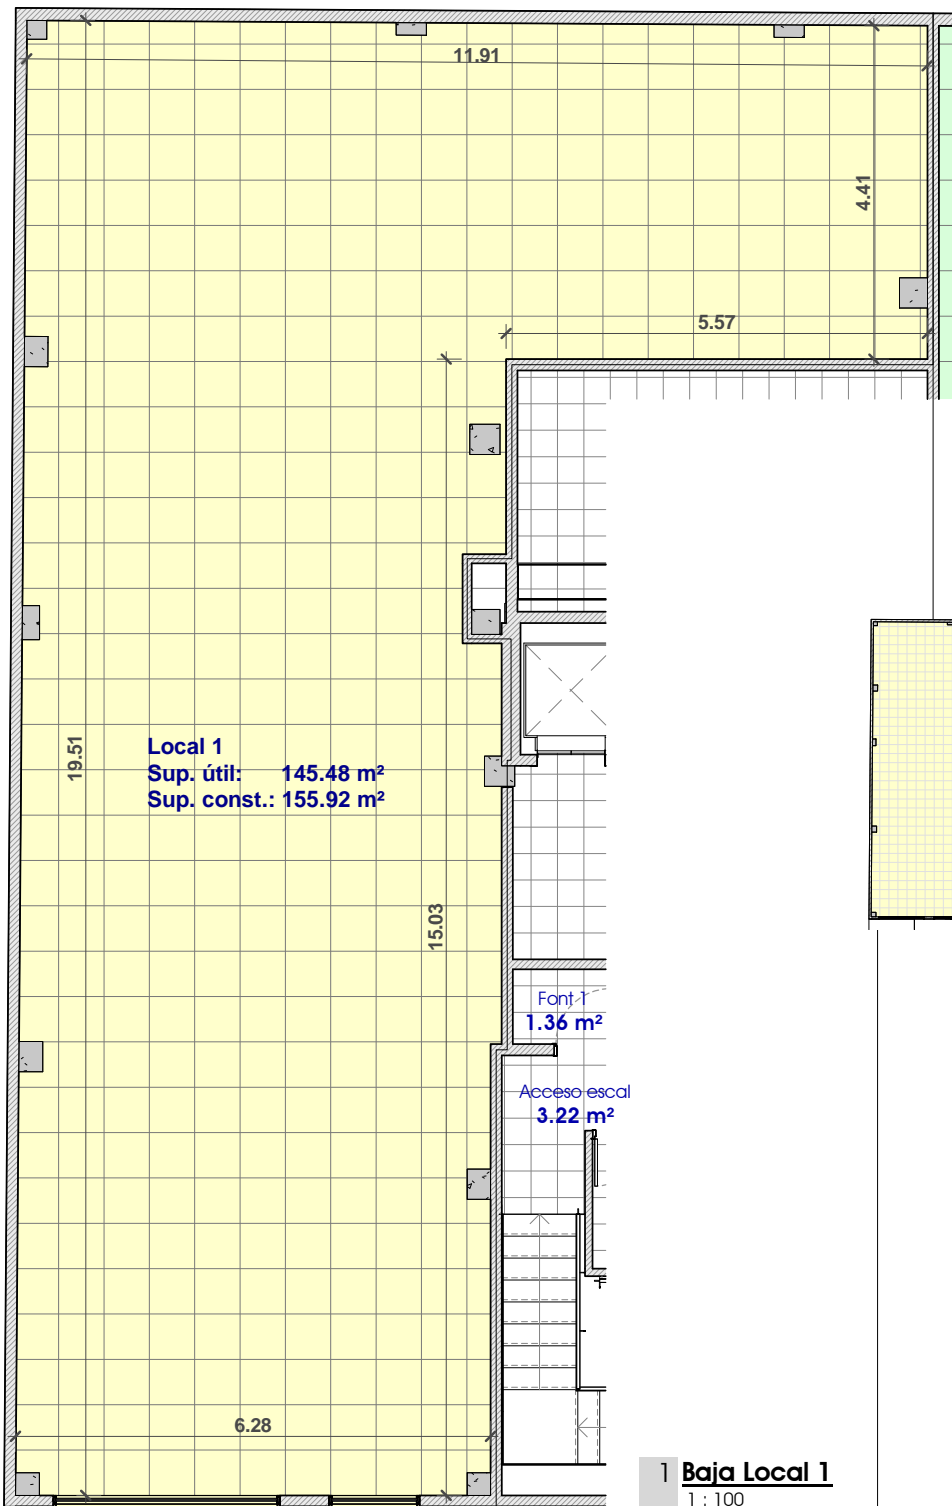 11.91
4.41
5.57
19.51
Local 1
Sup. útil: 145.48 m²
Sup. const.: 155.92 m²
15.03
Font 1
1.36 m²
Acceso escal
3.22 m²
6.28
1 Baja Local 1
1 : 100